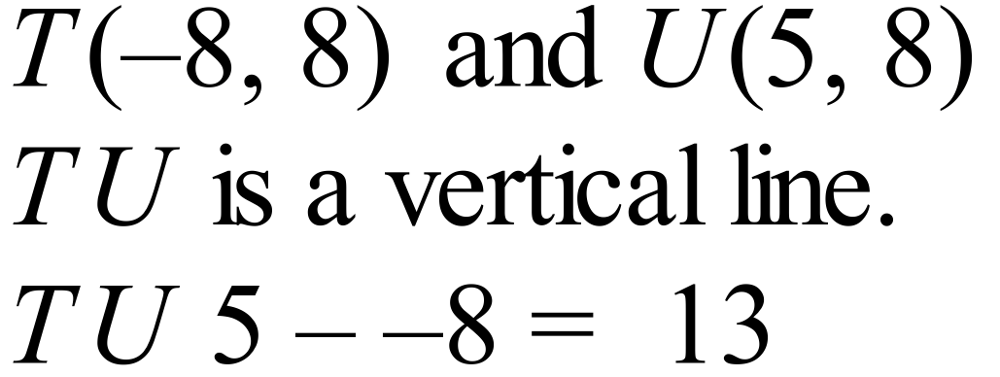 T(–8, 8) and U(5, 8)
TU is a vertical line.
TU 5 – –8 = 13